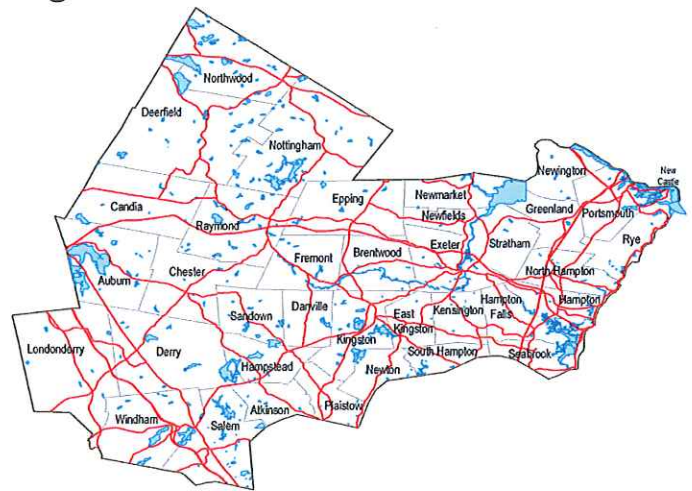 Northwood
Deerfield
Nottingham
Newington
New
Castle
Epping
Newmarket
Candia
Greenland
Portsmouth
Raymond
Newfields
Rye
Exeter
Stratham
Fremont
Brentwood
Chester
North Hampton
Auburn
Danville
Kensington
Hampton
Falls
Hampton
Sandown
East
Kingston
Kingston
Londonderry
Derry
South Hampton
Seabrook
Hampstead
Newton
Atkinson
Plaistow
Windham
Salem